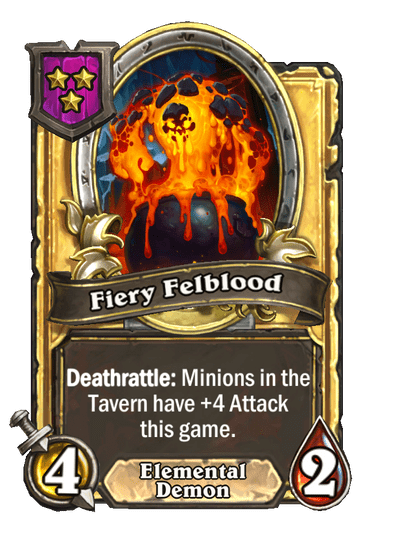 Fiery Felblood
Deathrattle: Minions in the
Tavern have +4 Attack
this game.
4
Elemental
Demon
2